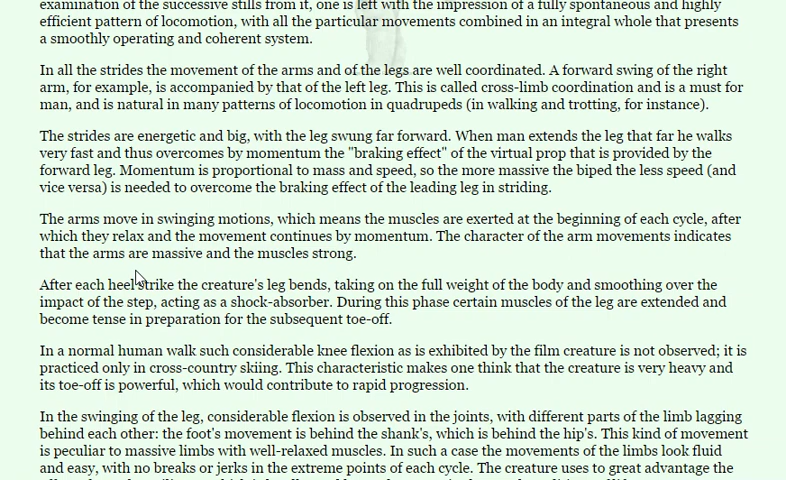 examination of the successive stills from it, one is left with the impression of a fully spontaneous and highly
efficient pattern of locomotion, with all the particular movements combined in an integral whole that presents
a smoothly operating and coherent system.
In all the strides the movement of the arms and of the legs are well coordinated. A forward swing of the right
arm, for example, is accompanied by that of the left leg. This is called cross-limb coordination and is a must for
man, and is natural in many patterns of locomotion in quadrupeds (in walking and trotting, for instance).
The strides are energetic and big, with the leg swung far forward. When man extends the leg that far he walks
very fast and thus overcomes by momentum the "braking effect" of the virtual prop that is provided by the
forward leg. Momentum is proportional to mass and speed, so the more massive the biped the less speed (and
vice versa) is needed to overcome the braking effect of the leading leg in striding.
The arms move in swinging motions, which means the muscles are exerted at the beginning of each cycle, after
which they relax and the movement continues by momentum. The character of the arm movements indicates
that the arms are massive and the muscles strong.
After each heel strike the creature's leg bends, taking on the full weight of the body and smoothing over the
impact of the step, acting as a shock-absorber. During this phase certain muscles of the leg are extended and
become tense in preparation for the subsequent toe-off.
In a normal human walk such considerable knee flexion as is exhibited by the film creature is not observed; it is
practiced only in cross-country skiing. This characteristic makes one think that the creature is very heavy and
its toe-off is powerful, which would contribute to rapid progression.
In the swinging of the leg, considerable flexion is observed in the joints, with different parts of the limb lagging
behind each other: the foot's movement is behind the shank's, which is behind the hip's. This kind of movement
is peculiar to massive limbs with well-relaxed muscles. In such a case the movements of the limbs look fluid
and easy, with no breaks or jerks in the extreme points of each cycle. The creature uses to great advantage the